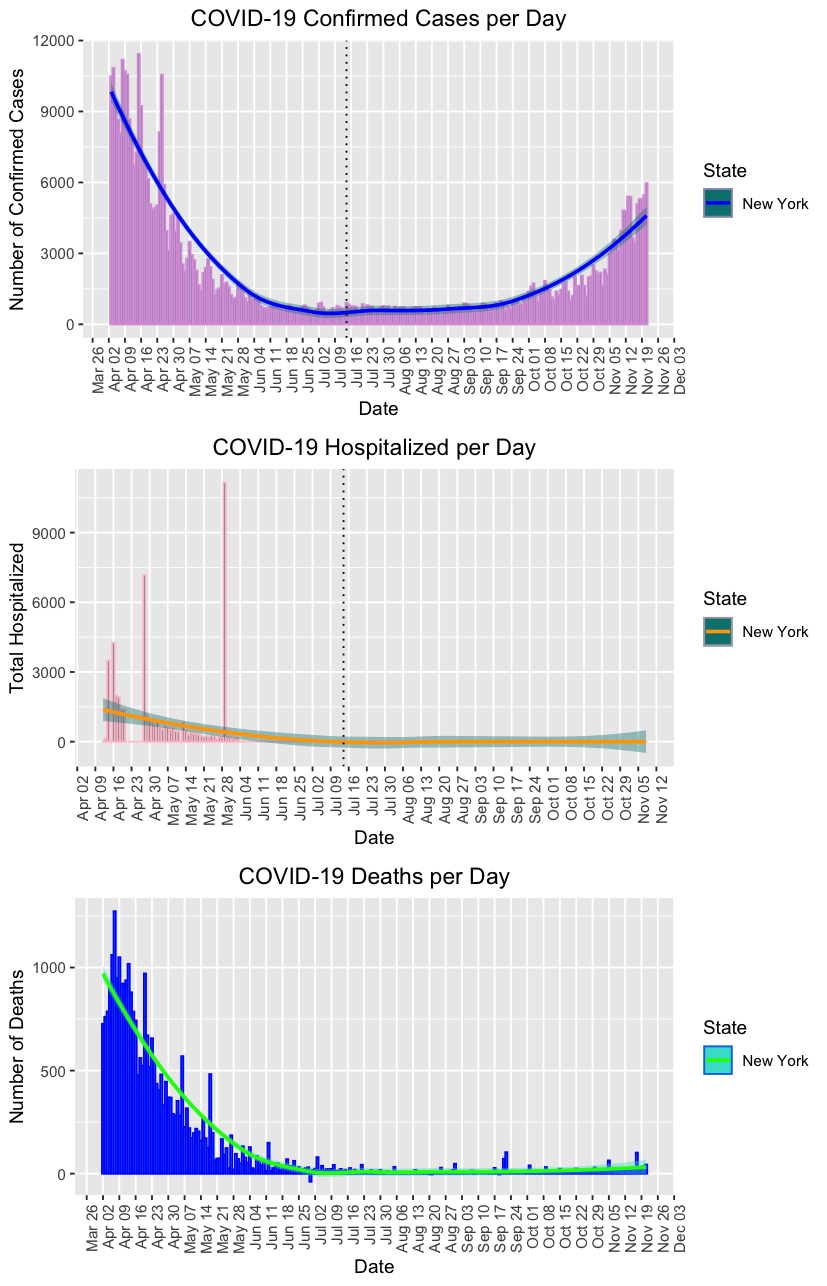 COVID-19 Confirmed Cases per Day
Number of Confirmed Cases
12000
9000
6000
3000
0
Mar 26
Apr 02
Apr 09
Apr 16
Apr 23
Apr 30
May 07
May 14
May 21
May 28
Jun 04
Jun 11
Jun 18
Jun 25
Jul 02
Jul 09
Jul 16
Jul 23
Jul 30
Aug 06
Aug 13
Aug 20
Aug 27
Sep 03
Sep 10
Sep 17
Sep 24
Oct 01
Oct 08
Oct 15
Oct 22
Oct 29
Nov 05
Nov 12
Nov 19
Nov 26
Dec 03
Date
State
New York
COVID-19 Hospitalized per Day
Total Hospitalized
9000
6000
3000
0
Apr 02
Apr 09
Apr 16
Apr 23
Apr 30
May 07
May 14
May 21
May 28
Jun 04
Jun 11
Jun 18
Jun 25
Jul 02
Jul 09
Jul 16
Jul 23
Jul 30
Aug 06
Aug 13
Aug 20
Aug 27
Sep 03
Sep 10
Sep 17
Sep 24
Oct 01
Oct 08
Oct 15
Oct 22
Oct 29
Nov 05
Nov 12
Date
State
New York
COVID-19 Deaths per Day
Number of Deaths
1000
500
0
Mar 26
Apr 02
Apr 09
Apr 16
Apr 23
Apr 30
May 07
May 14
May 21
May 28
Jun 04
Jun 11
Jun 18
Jun 25
Jul 02
Jul 09
Jul 16
Jul 23
Jul 30
Aug 06
Aug 13
Aug 20
Aug 27
Sep 03
Sep 10
Sep 17
Sep 24
Oct 01
Oct 08
Oct 15
Oct 22
Oct 29
Nov 05
Nov 12
Nov 19
Nov 26
Dec 03
Date
State
New York